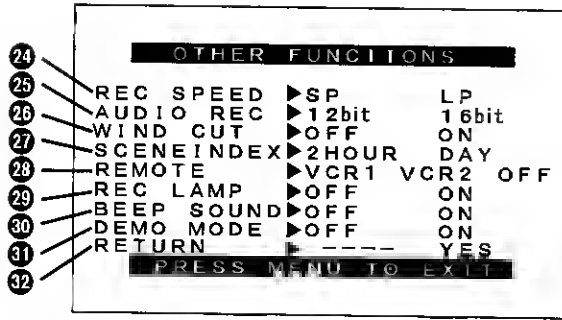 OTHER FUNCITONS
24 REC SPEED ▶SP LP
25 AUDIO REC ▶12bit 16bit
26 WIND CUT ▶OFF ON
27 SCENEINDEX▶2HOUR DAY
28 REMOTE ▶VCR1 VCR2 OFF
29 REC LAMP ▶OFF ON
30 BEEP SOUND▶OFF ON
31 DEMO MODE ▶OFF ON
32 RETURN ▶ ---- YES
PRESS MENU TO EXIT